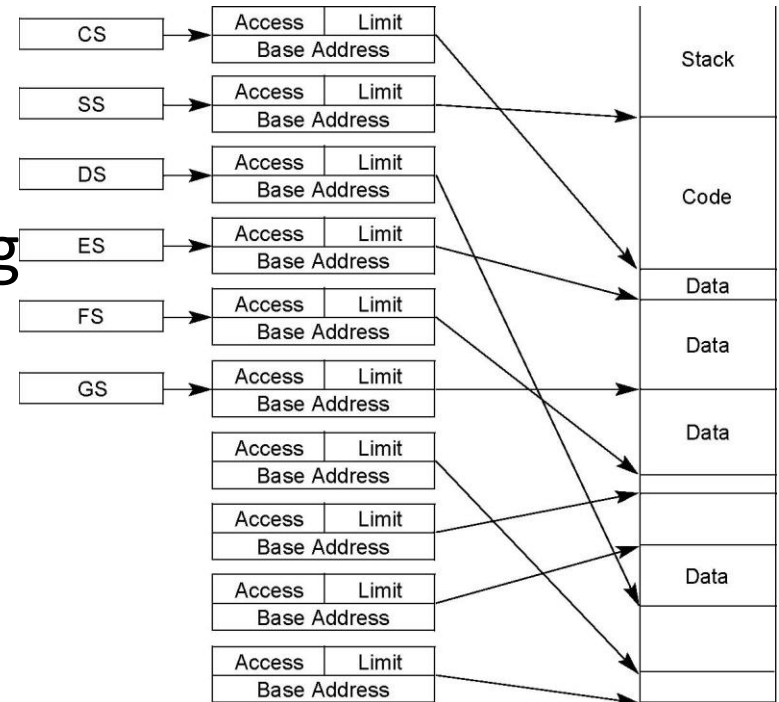 CS
Access Limit
Base Address
Stack
SS
Access Limit
Base Address
DS
Access Limit
Base Address
Code
g
ES
Access Limit
Base Address
Data
FS
Access Limit
Base Address
Data
GS
Access Limit
Base Address
Data
Access Limit
Base Address
Access Limit
Base Address
Access Limit
Base Address
Data
Access Limit
Base Address